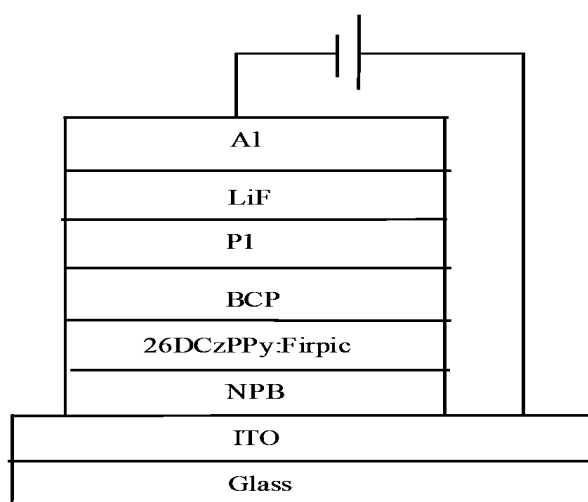 Al
LiF
P1
BCP
26DCzPPy:Firpic
NPB
ITO
Glass